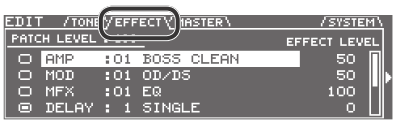 EDIT /TONE\/EFFECT\/MASTER\ /SYSTEM\
PATCH LEVEL : EFFECT LEVEL
AMP :01 BOSS CLEAN 50
MOD :01 OD/DS 50
MFX :01 EQ 100
DELAY : 1 SINGLE 0